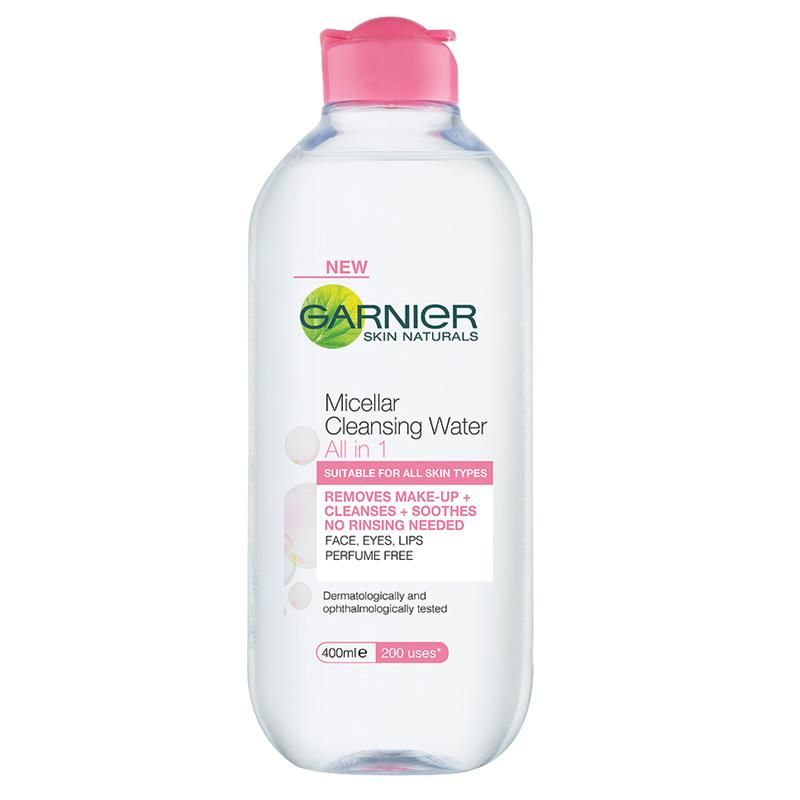 NEW
GARNIER
SKIN NATURALS
Micellar
Cleansing Water
All in 1
SUITABLE FOR ALL SKIN TYPES
REMOVES MAKE-UP +
CLEANSES + SOOTHES
NO RINSING NEEDED
FACE, EYES, LIPS
PERFUME FREE
Dermatologically and
ophthalmologically tested
400ml℮ 200 uses*